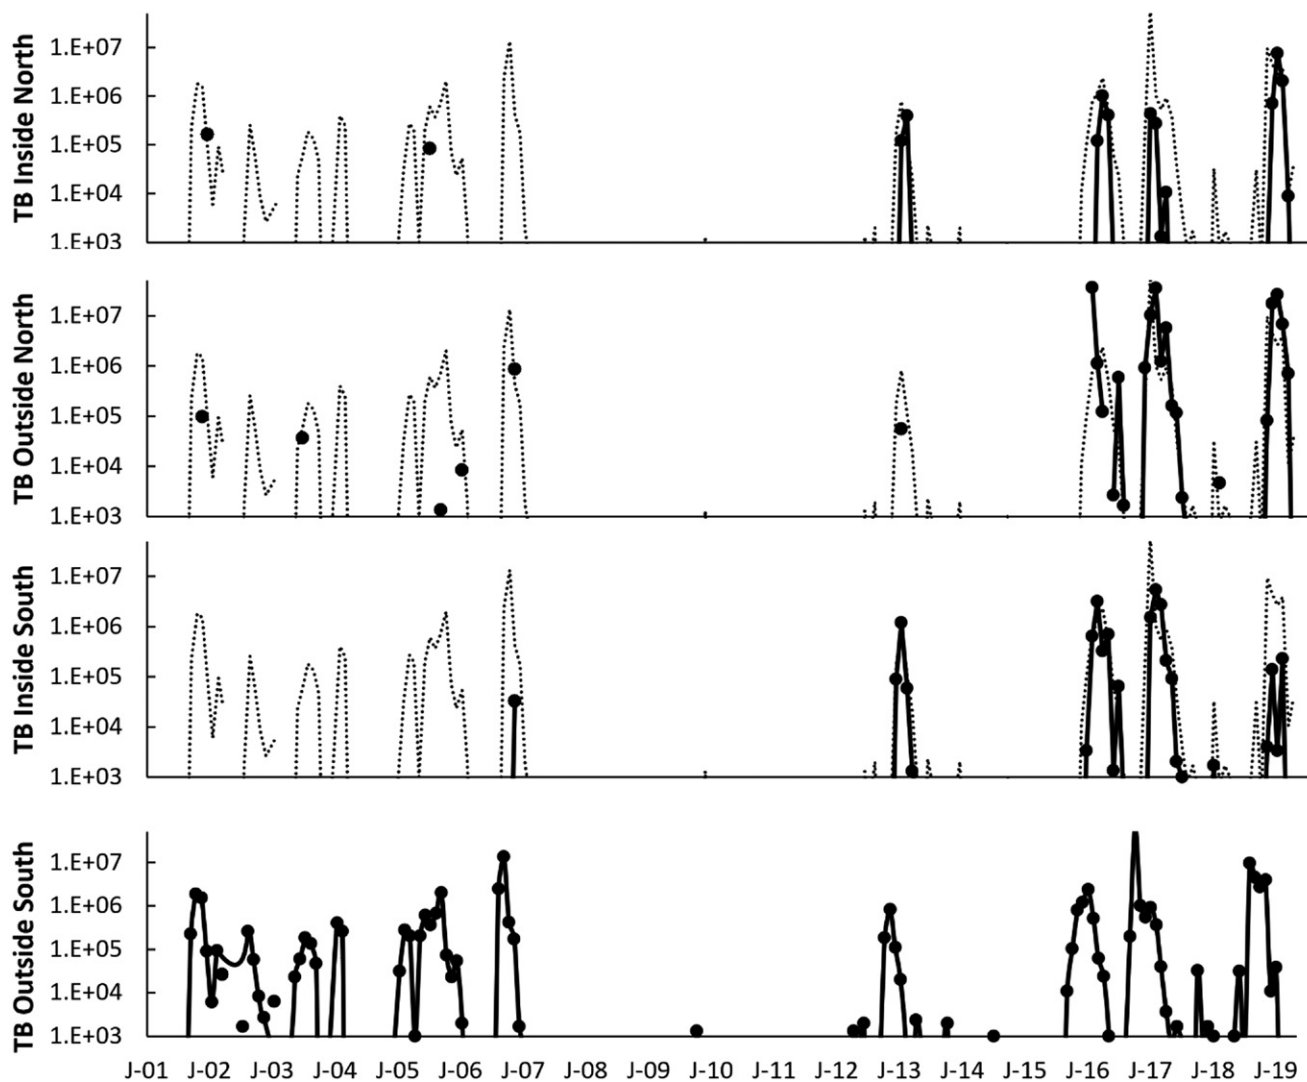 TB Inside North
1.E+07
1.E+06
1.E+05
1.E+04
1.E+03
TB Outside North
1.E+07
1.E+06
1.E+05
1.E+04
1.E+03
TB Inside South
1.E+07
1.E+06
1.E+05
1.E+04
1.E+03
TB Outside South
1.E+07
1.E+06
1.E+05
1.E+04
1.E+03
J-01 J-02 J-03 J-04 J-05 J-06 J-07 J-08 J-09 J-10 J-11 J-12 J-13 J-14 J-15 J-16 J-17 J-18 J-19